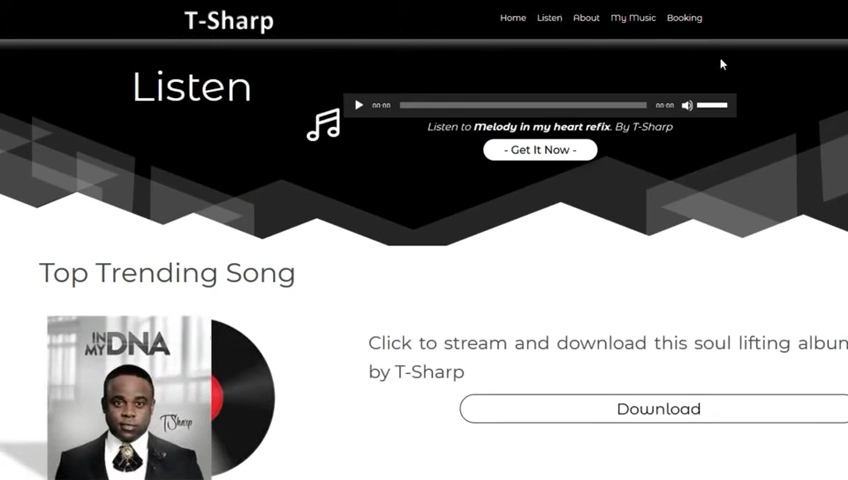 T-Sharp
Home Listen About My Music Booking
Listen
00:00 00:00
Listen to Melody in my heart refix. By T-Sharp
- Get It Now -
Top Trending Song
IN MY DNA
TSharp
Click to stream and download this soul lifting album
by T-Sharp
Download